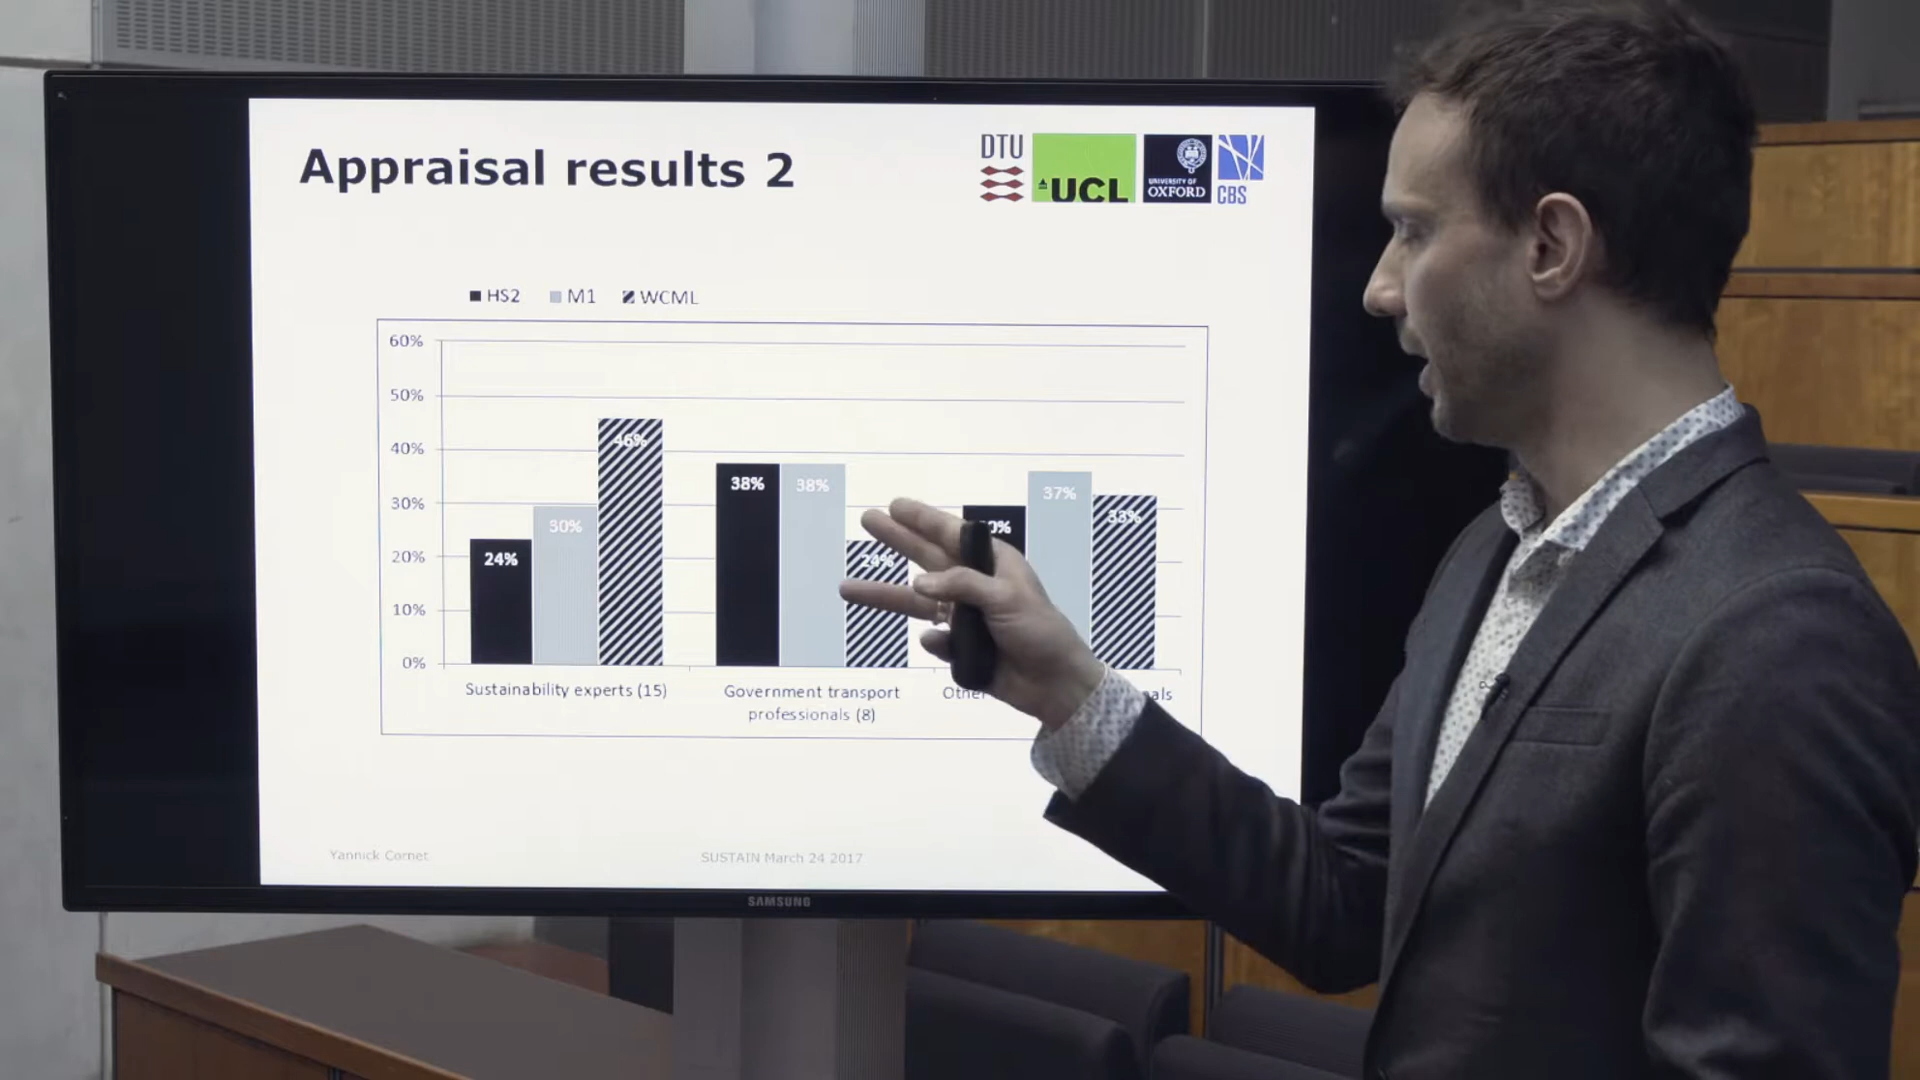 Appraisal results 2
DTU
UCL
UNIVERSITY OF
OXFORD
CBS
HS2 M1 WCML
60%
50%
40%
30%
20%
10%
0%
24% 30% 46%
38% 38% 24%
37% 33%
Sustainability experts (15)
Government transport
professionals (8)
Other
Yannick Cornet
SUSTAIN March 24 2017
SAMSUNG